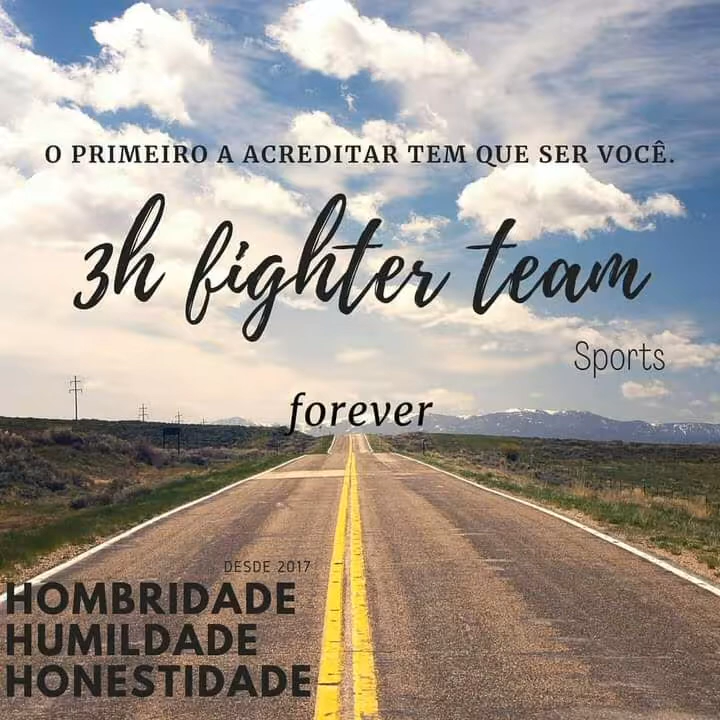 O PRIMEIRO A ACREDITAR TEM QUE SER VOCÊ.
3h fighter team
Sports
forever
DESDE 2017
HOMBRIDADE
HUMILDADE
HONESTIDADE